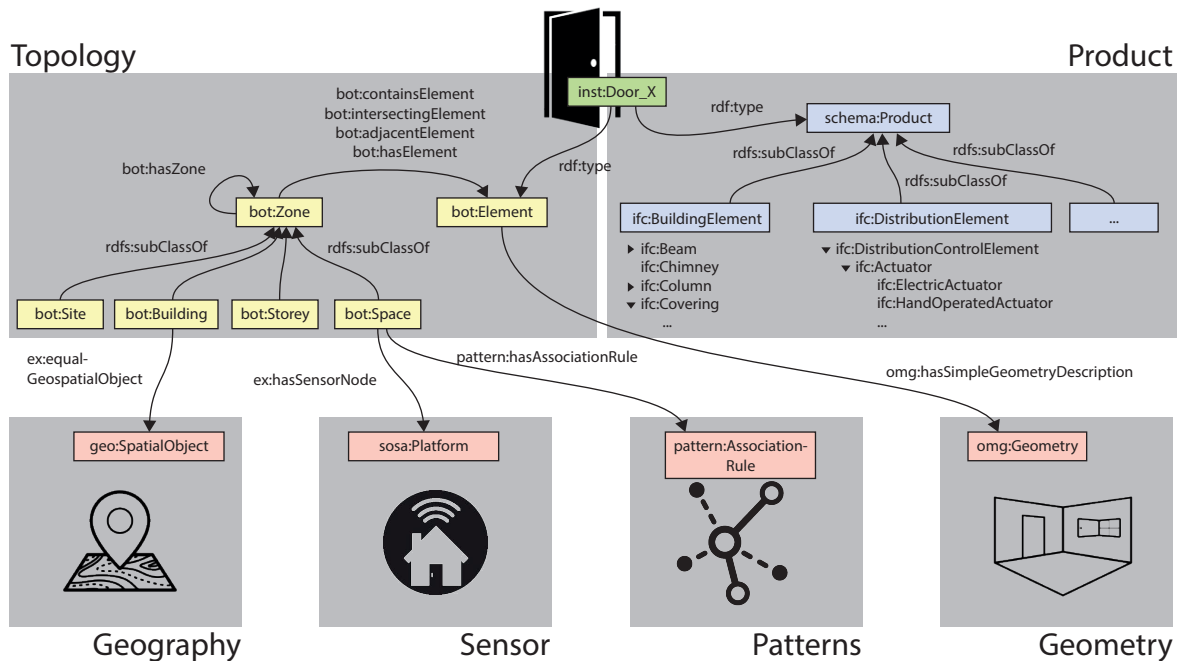 Topology
Product
inst:Door_X
bot:containsElement
bot:intersectingElement
bot:adjacentElement
bot:hasElement
rdf:type
rdf:type
schema:Product
bot:hasZone
rdfs:subClassOf
rdfs:subClassOf
rdfs:subClassOf
bot:Zone
bot:Element
ifc:BuildingElement
ifc:DistributionElement
...
rdfs:subClassOf
rdfs:subClassOf
ifc:Beam
ifc:Chimney
ifc:Column
ifc:Covering
...
ifc:DistributionControlElement
ifc:Actuator
ifc:ElectricActuator
ifc:HandOperatedActuator
...
bot:Site
bot:Building
bot:Storey
bot:Space
ex:equal-
GeospatialObject
ex:hasSensorNode
pattern:hasAssociationRule
omg:hasSimpleGeometryDescription
geo:SpatialObject
sosa:Platform
pattern:Association-
Rule
omg:Geometry
Geography
Sensor
Patterns
Geometry